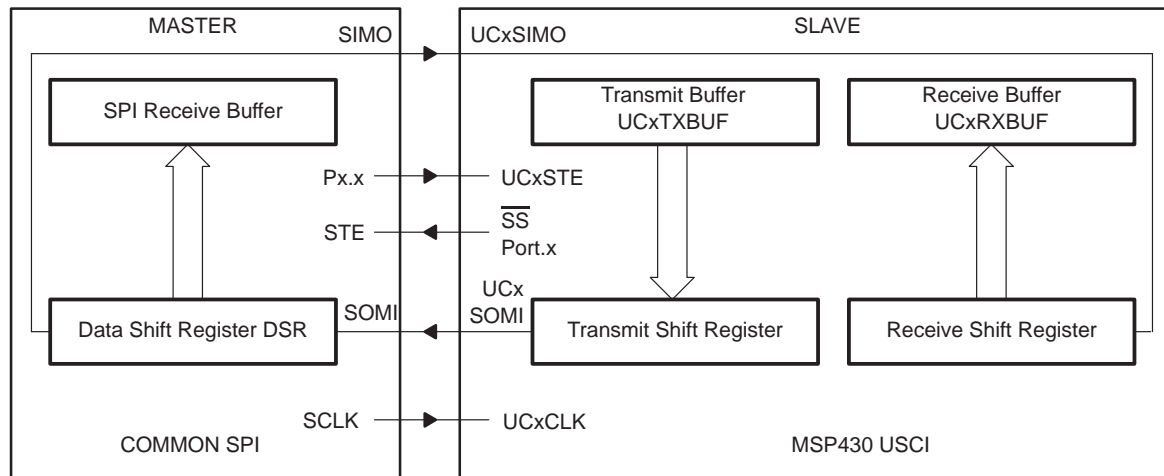 MASTER
SLAVE
SIMO
UCxSIMO
SPI Receive Buffer
Transmit Buffer
UCxTXBUF
Receive Buffer
UCxRXBUF
Px.x
UCxSTE
STE
SS
Port.x
SOMI
UCx
SOMI
Data Shift Register DSR
Transmit Shift Register
Receive Shift Register
SCLK
UCxCLK
COMMON SPI
MSP430 USCI